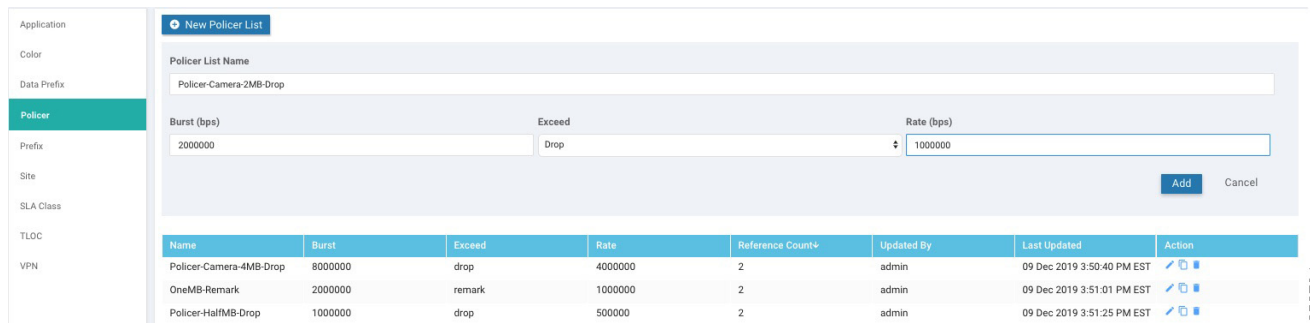 Application
Color
Data Prefix
Policer
Prefix
Site
SLA Class
TLOC
VPN
New Policer List
Policer List Name
Policer-Camera-2MB-Drop
Burst (bps) Exceed Rate (bps)
2000000 Drop 1000000
Add Cancel
Name Burst Exceed Rate Reference Count↓ Updated By Last Updated Action
Policer-Camera-4MB-Drop 8000000 drop 4000000 2 admin 09 Dec 2019 3:50:40 PM EST
OneMB-Remark 2000000 remark 1000000 2 admin 09 Dec 2019 3:51:01 PM EST
Policer-HalfMB-Drop 1000000 drop 500000 2 admin 09 Dec 2019 3:51:25 PM EST